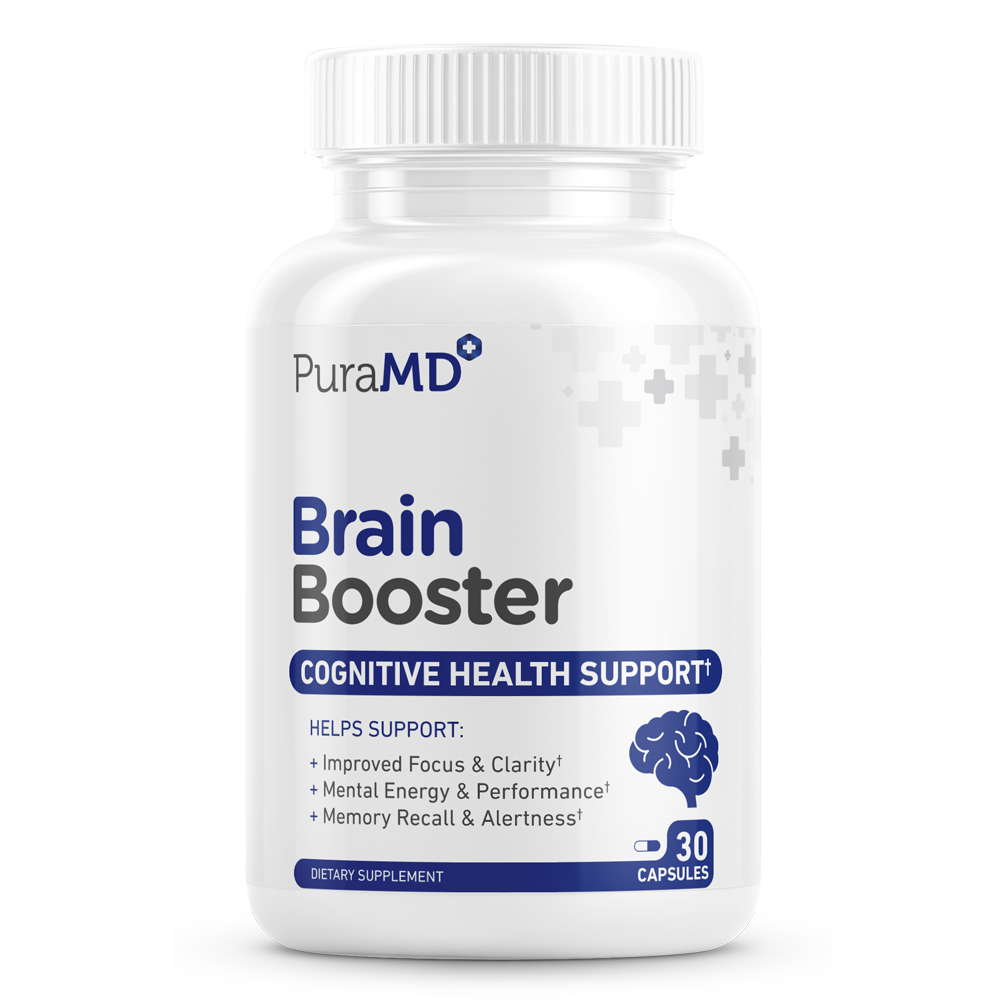 PuraMD
Brain
Booster
COGNITIVE HEALTH SUPPORT†
HELPS SUPPORT:
+ Improved Focus & Clarity†
+ Mental Energy & Performance†
+ Memory Recall & Alertness†
30
CAPSULES
DIETARY SUPPLEMENT